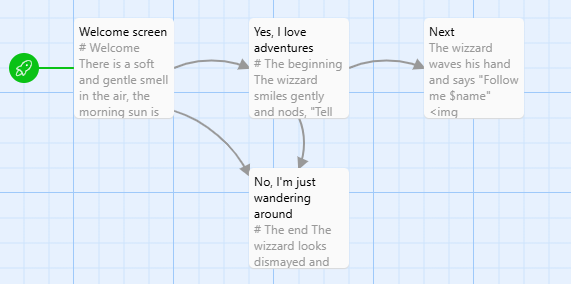 Welcome screen
# Welcome
There is a soft
and gentle smell
in the air, the
morning sun is
Yes, I love
adventures
# The beginning
The wizzard
smiles gently
and nods, "Tell
Next
The wizzard
waves his hand
and says "Follow
me $name"
<img
No, I'm just
wandering
around
# The end The
wizzard looks
dismayed and